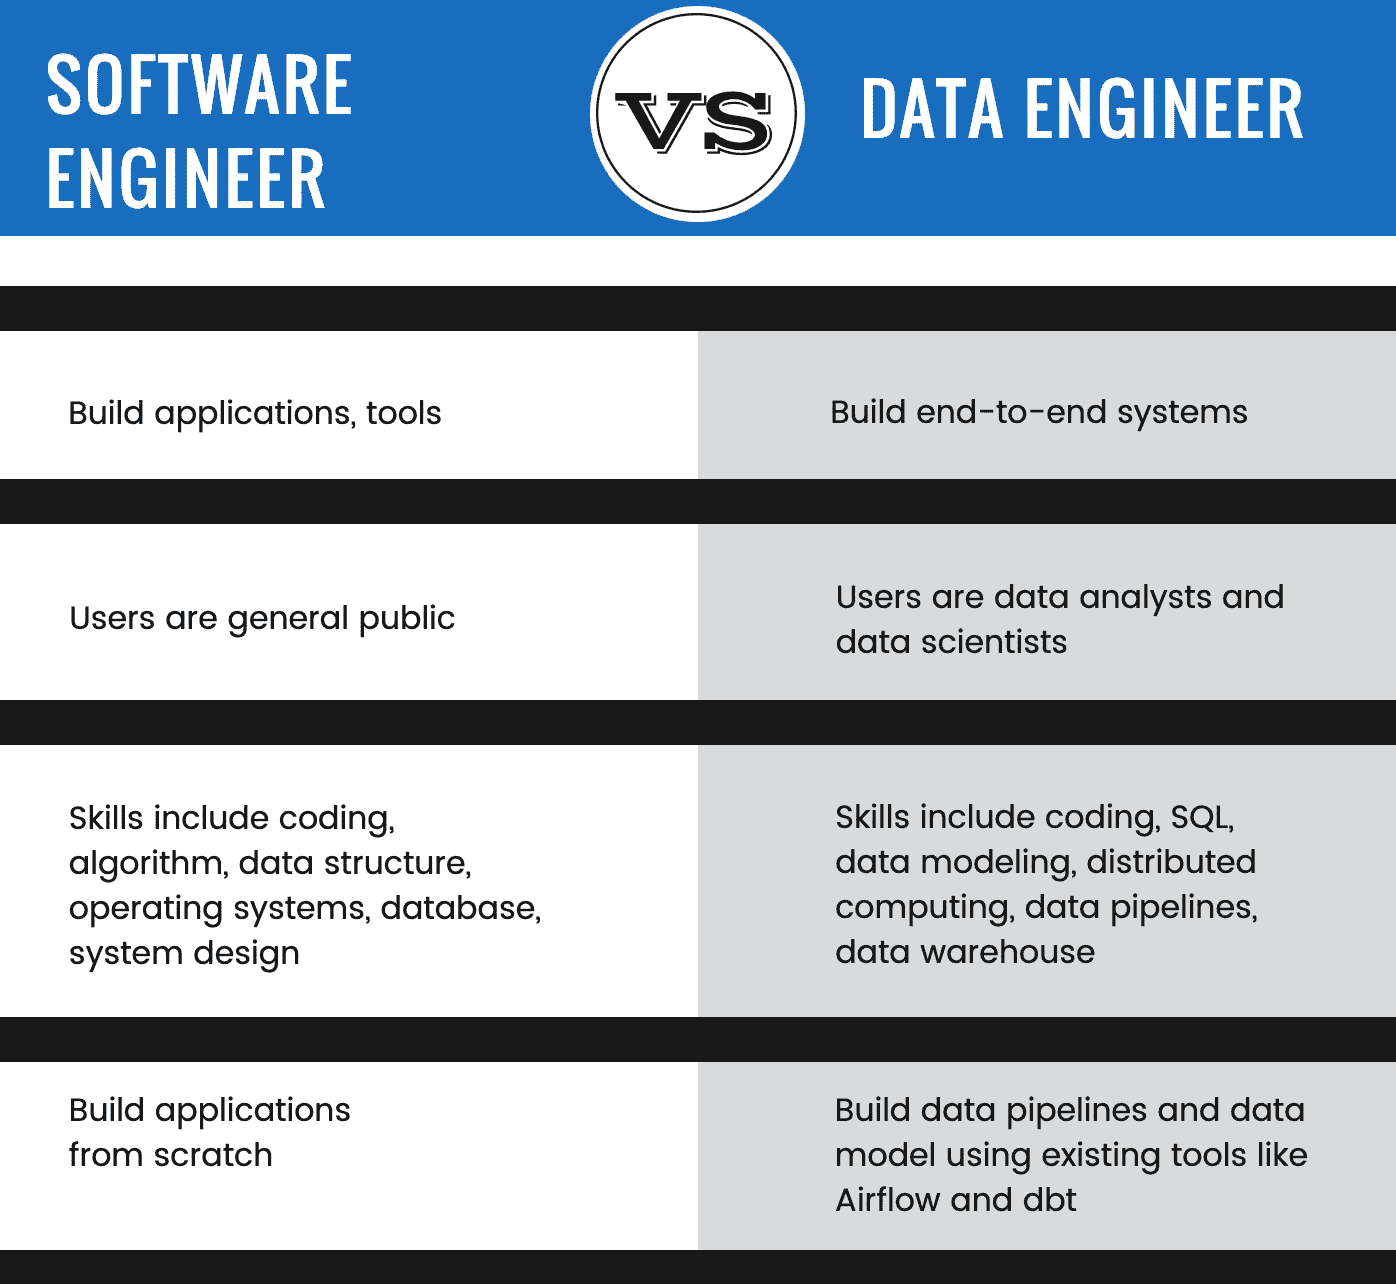 SOFTWARE
ENGINEER
VS
DATA ENGINEER
Build applications, tools
Build end-to-end systems
Users are general public
Users are data analysts and
data scientists
Skills include coding,
algorithm, data structure,
operating systems, database,
system design
Skills include coding, SQL,
data modeling, distributed
computing, data pipelines,
data warehouse
Build applications
from scratch
Build data pipelines and data
model using existing tools like
Airflow and dbt